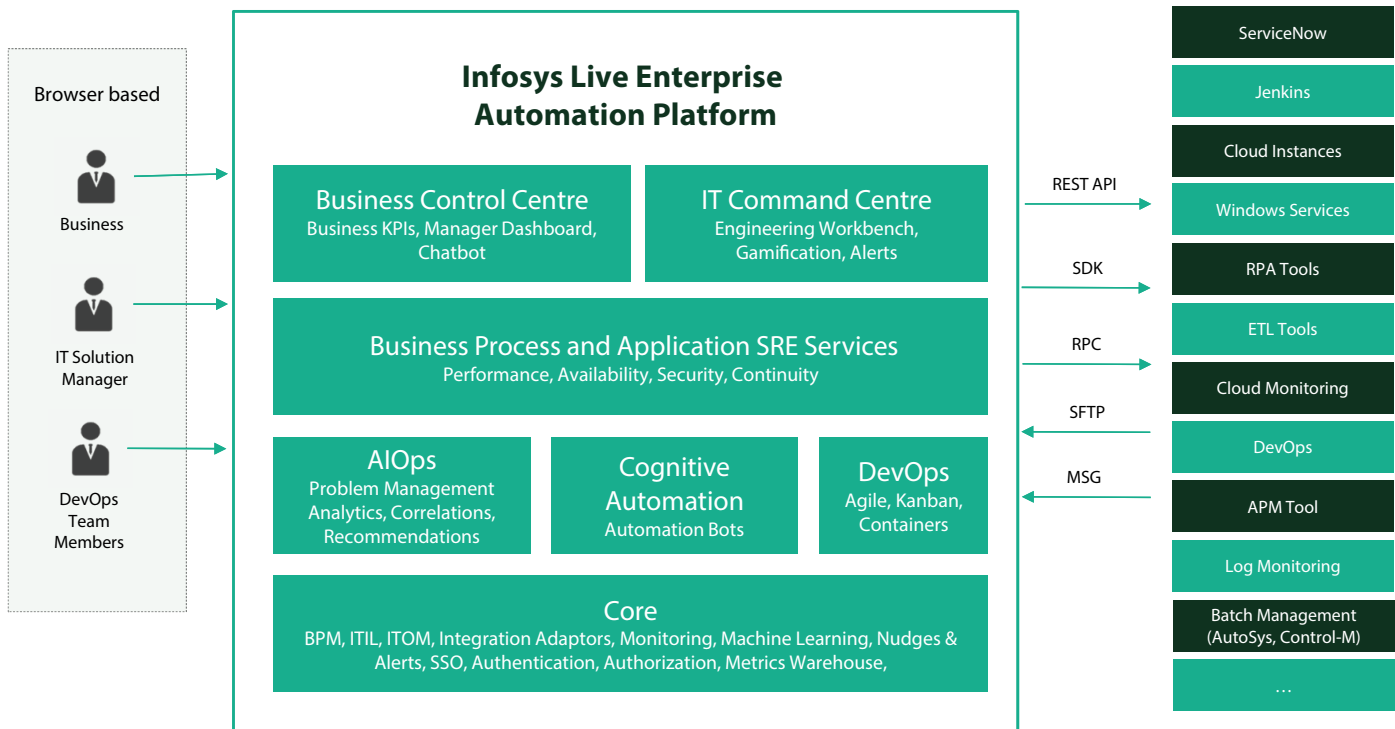 Browser based
Business
IT Solution
Manager
DevOps
Team
Members
Infosys Live Enterprise
Automation Platform
Business Control Centre
Business KPIs, Manager Dashboard,
Chatbot
IT Command Centre
Engineering Workbench,
Gamification, Alerts
Business Process and Application SRE Services
Performance, Availability, Security, Continuity
AIOps
Problem Management
Analytics, Correlations,
Recommendations
Cognitive
Automation
Automation Bots
DevOps
Agile, Kanban,
Containers
Core
BPM, ITIL, ITOM, Integration Adaptors, Monitoring, Machine Learning, Nudges &
Alerts, SSO, Authentication, Authorization, Metrics Warehouse,
REST API
SDK
RPC
SFTP
MSG
ServiceNow
Jenkins
Cloud Instances
Windows Services
RPA Tools
ETL Tools
Cloud Monitoring
DevOps
APM Tool
Log Monitoring
Batch Management
(AutoSys, Control-M)
...